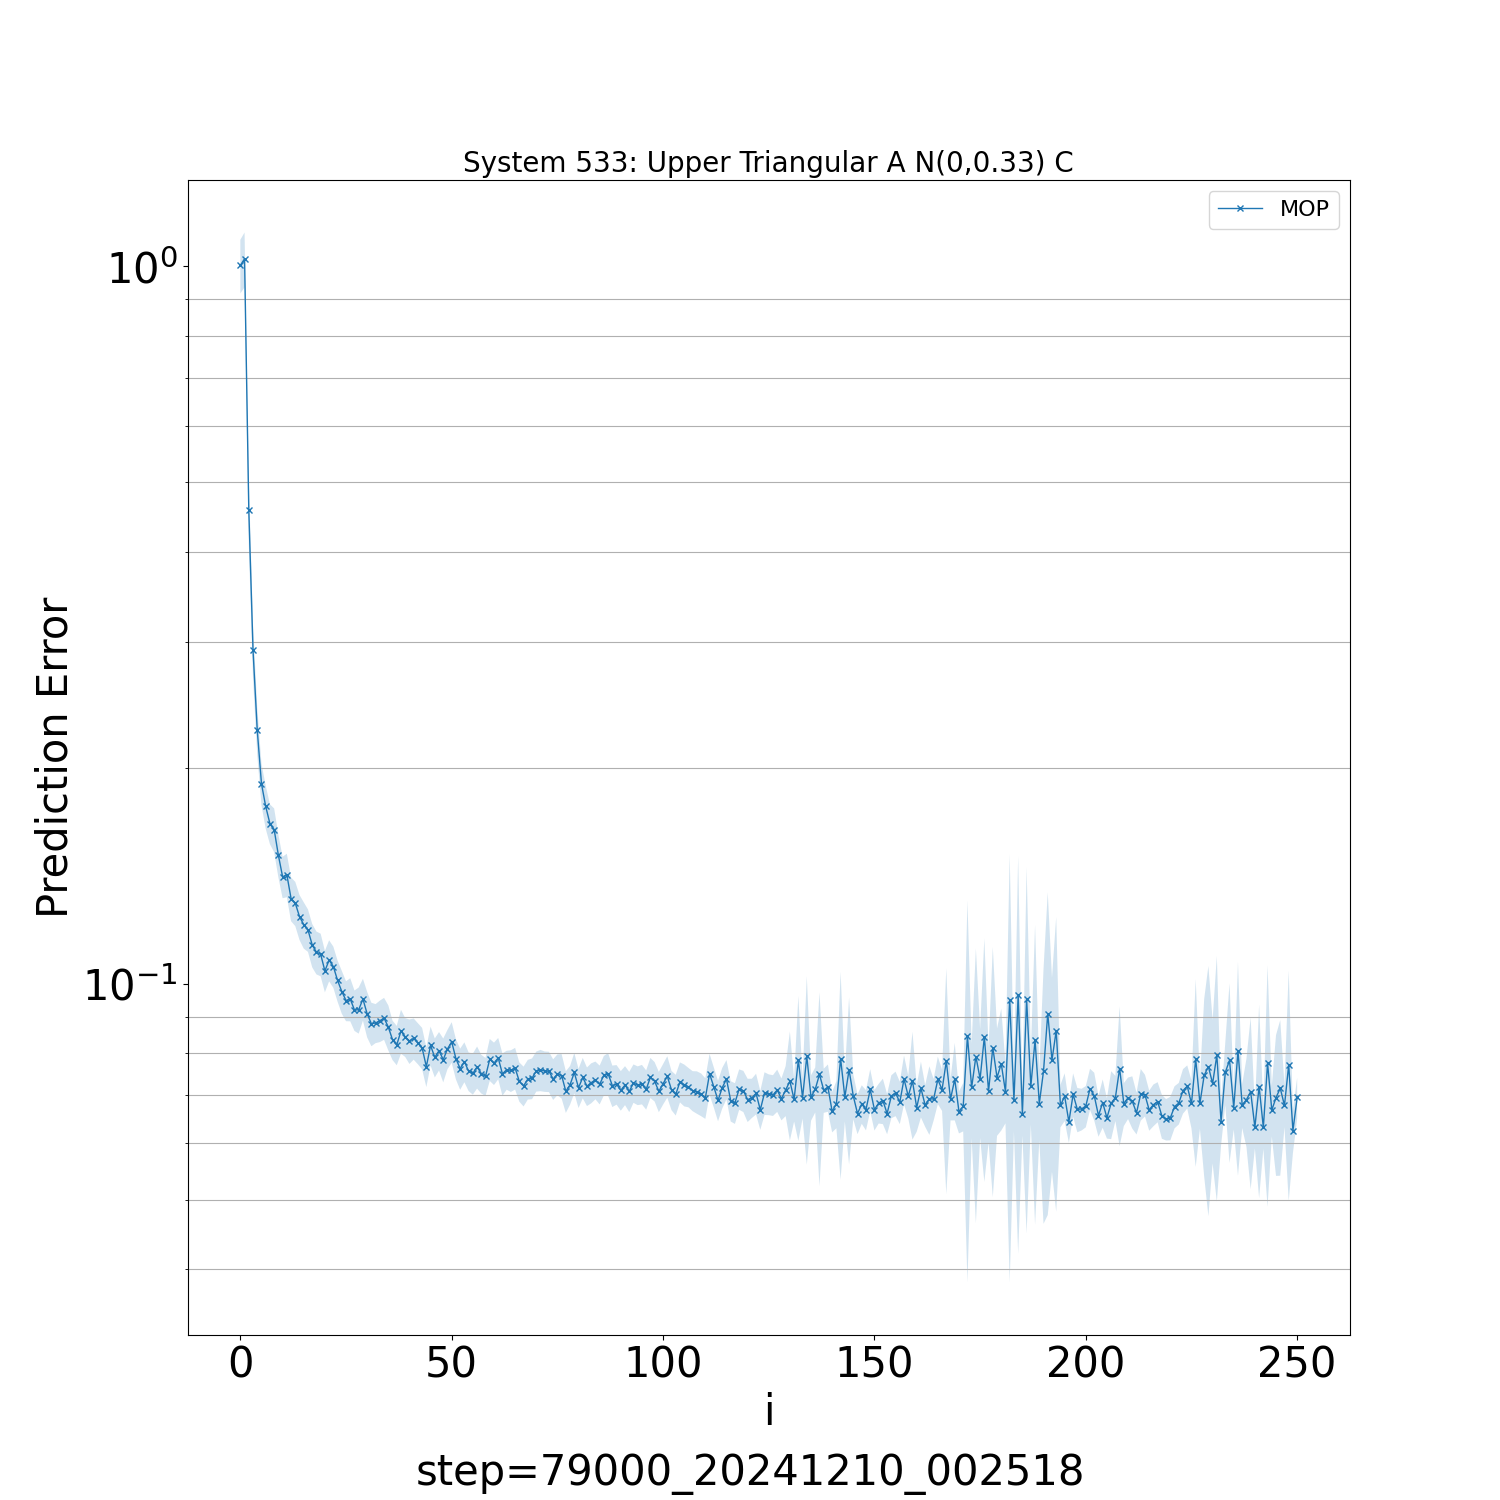 System 533: Upper Triangular A N(0,0.33) C
MOP
10⁰
10⁻¹
Prediction Error
0 50 100 150 200 250
i
step=79000_20241210_002518